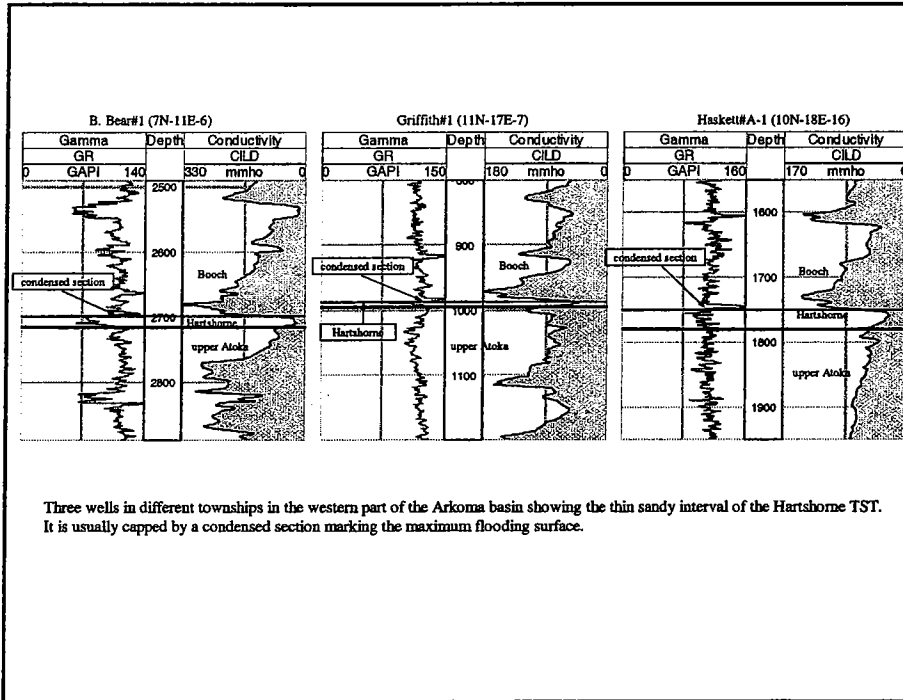 B. Bear#1 (7N-11E-6)
Gamma Depth Conductivity
GR CILD
0 GAPI 140 330 mmho 0
2500
2600
Booch
condensed section
2700
Hartshorne
upper Atoka
2800
Griffith#1 (11N-17E-7)
Gamma Depth Conductivity
GR CILD
0 GAPI 150 180 mmho 0
800
condensed section
Booch
1000
Hartshorne
upper Atoka
1100
Haskett#A-1 (10N-18E-16)
Gamma Depth Conductivity
GR CILD
0 GAPI 160 170 mmho
1600
condensed section
1700
Booch
Hartshorne
1800
upper Atoka
1900
Three wells in different townships in the western part of the Arkoma basin showing the thin sandy interval of the Hartshorne TST.
It is usually capped by a condensed section marking the maximum flooding surface.